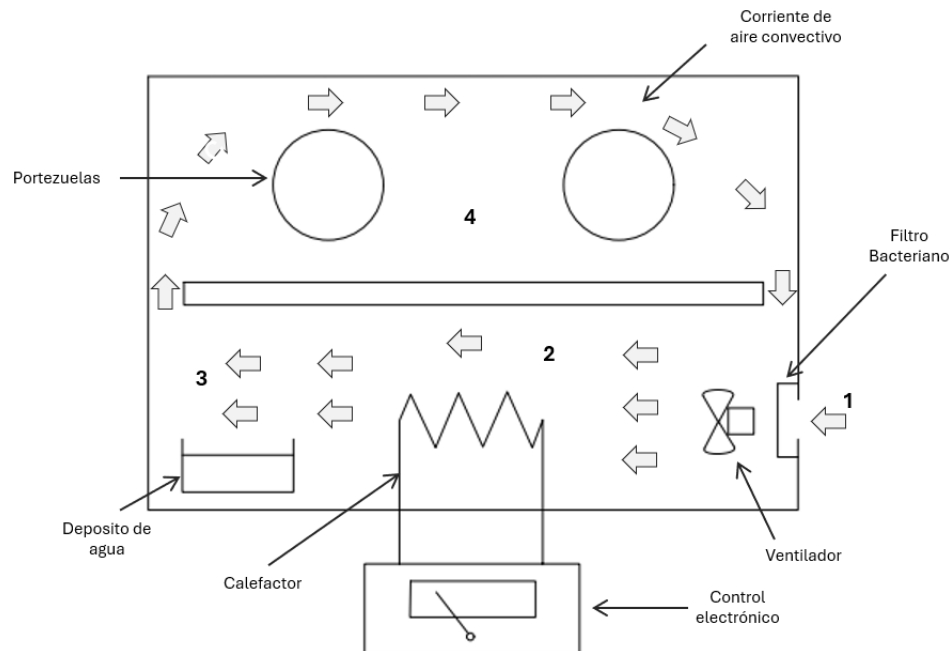 Corriente de
aire convectivo
Portezuelas
4
Filtro
Bacteriano
2
3
1
Deposito de
agua
Calefactor
Ventilador
Control
electrónico